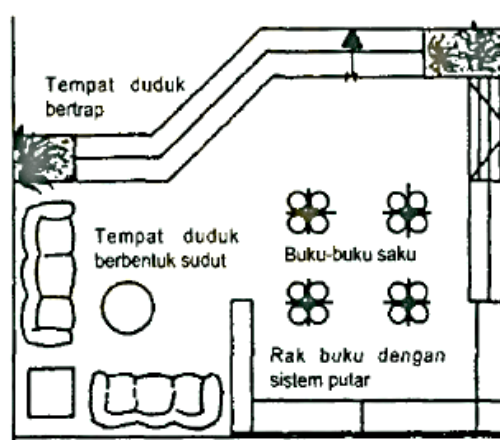 Tempat duduk
bertrap
Tempat duduk
berbentuk sudut
Buku-buku saku
Rak buku dengan
sistem putar